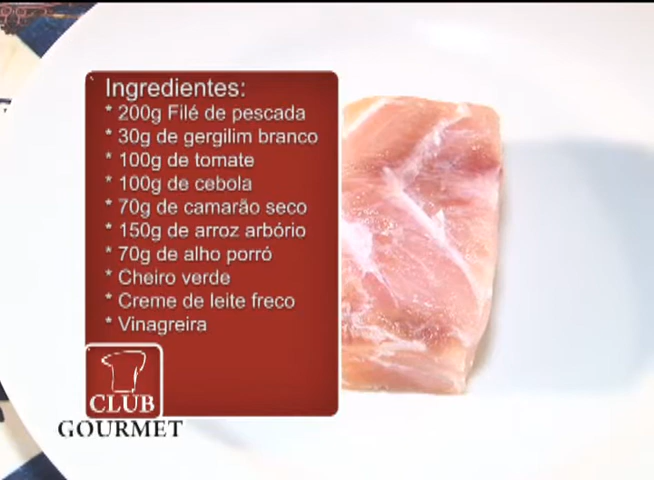 Ingredientes:
* 200g Filé de pescada
* 30g de gergilim branco
* 100g de tomate
* 100g de cebola
* 70g de camarão seco
* 150g de arroz arbório
* 70g de alho porró
* Cheiro verde
* Creme de leite freco
* Vinagreira
CLUB
GOURMET